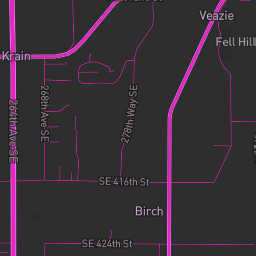 Veazie
Fell Hill
Krain
264th Ave SE
268th Ave SE
278th Way SE
SE 416th St
Birch
SE 424th St